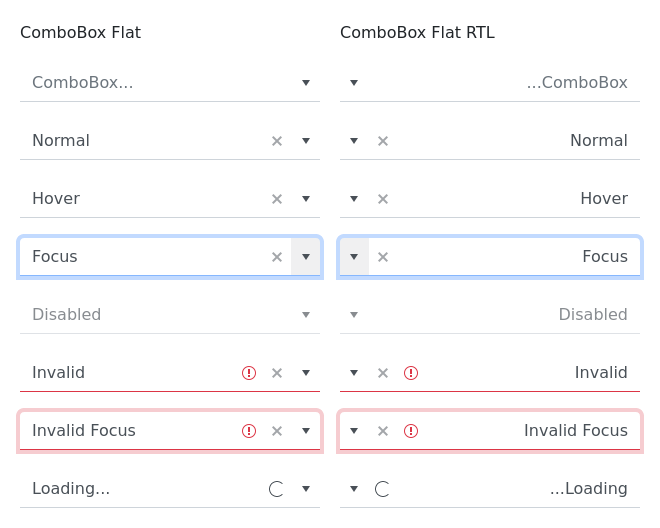 ComboBox Flat
ComboBox Flat RTL
ComboBox...
...ComboBox
Normal
Normal
Hover
Hover
Focus
Focus
Disabled
Disabled
Invalid
Invalid
Invalid Focus
Invalid Focus
Loading...
...Loading